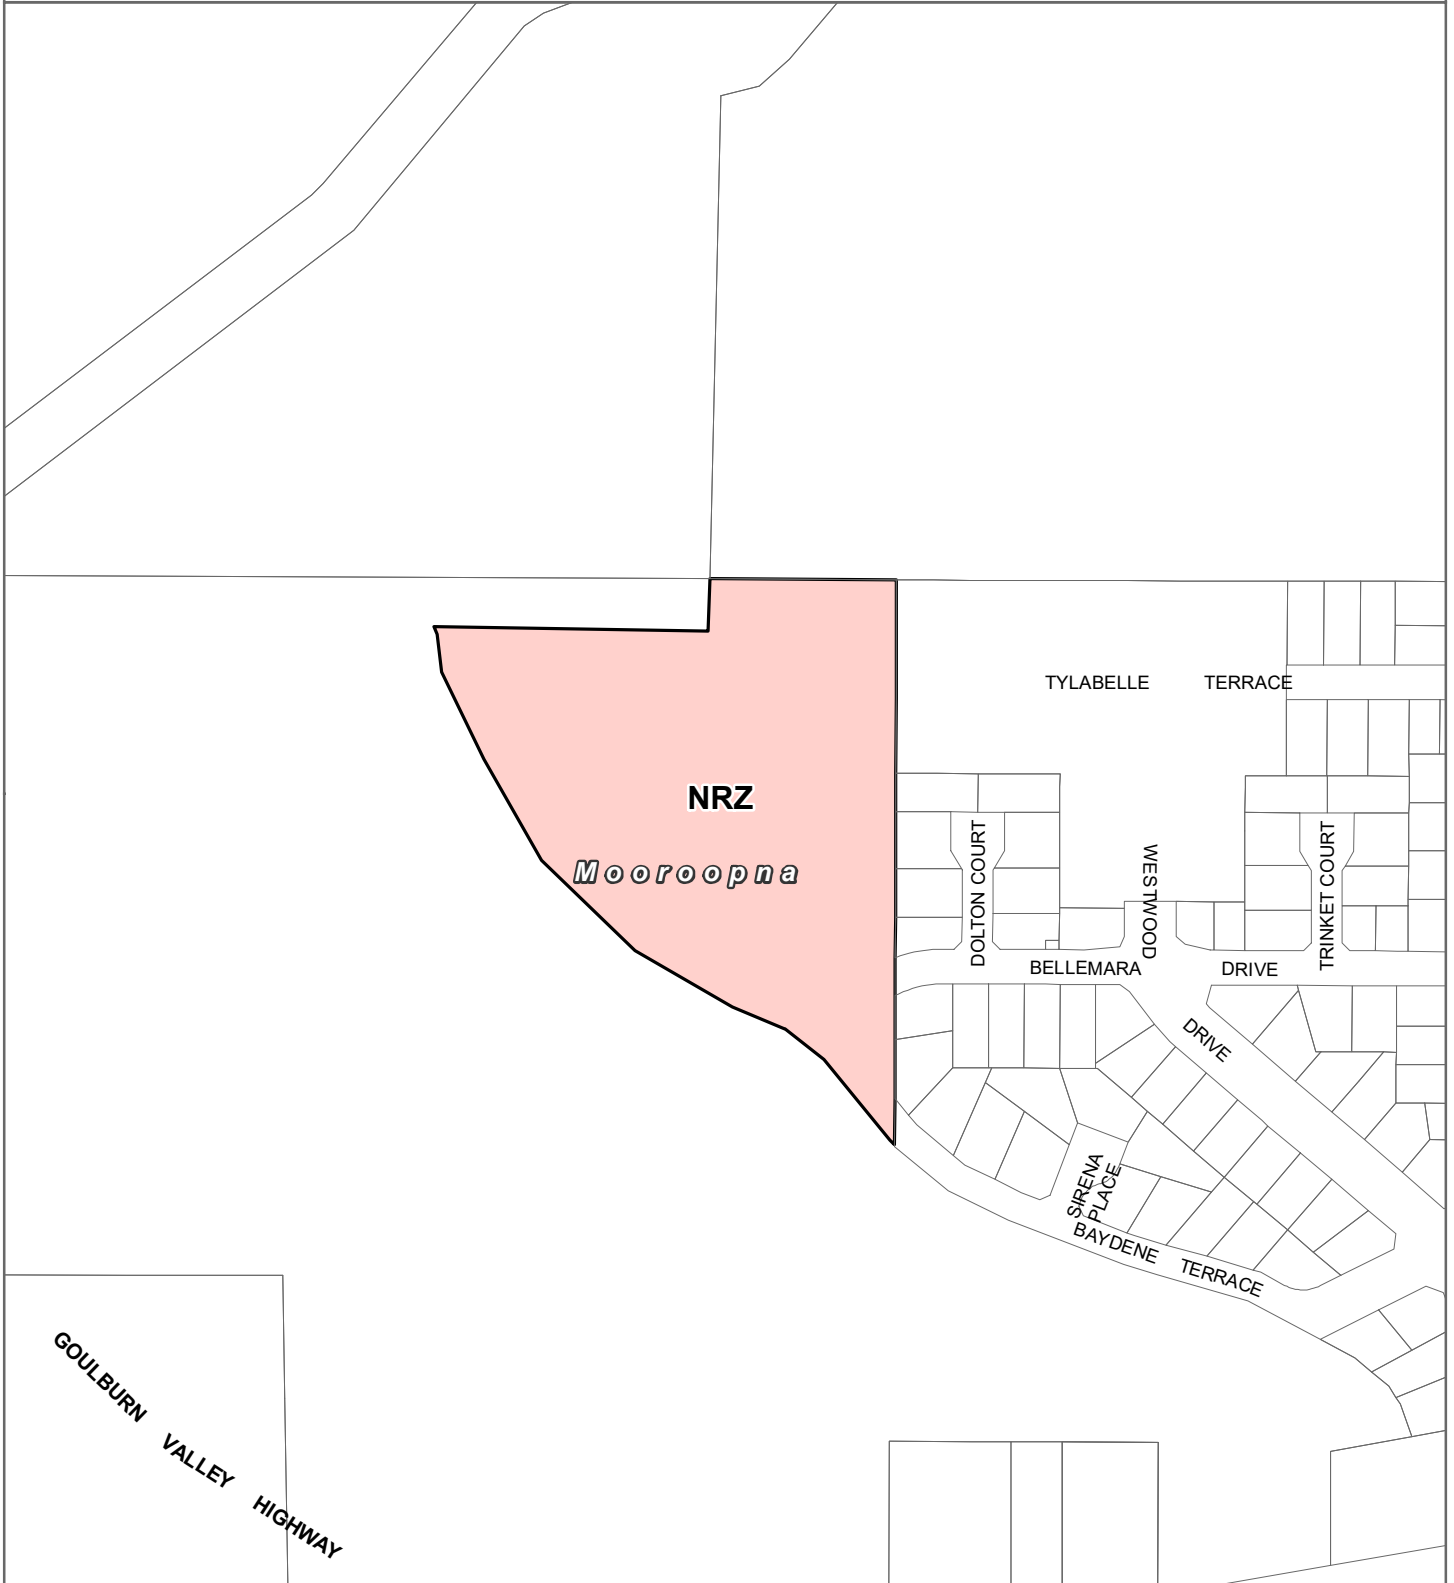 TYLABELLE TERRACE
NRZ
Mooroopna
DOLTON COURT
WESTWOOD
TRINKET COURT
BELLEMARA DRIVE
DRIVE
SIRENA
PLACE
BAYDENE TERRACE
GOULBURN VALLEY HIGHWAY